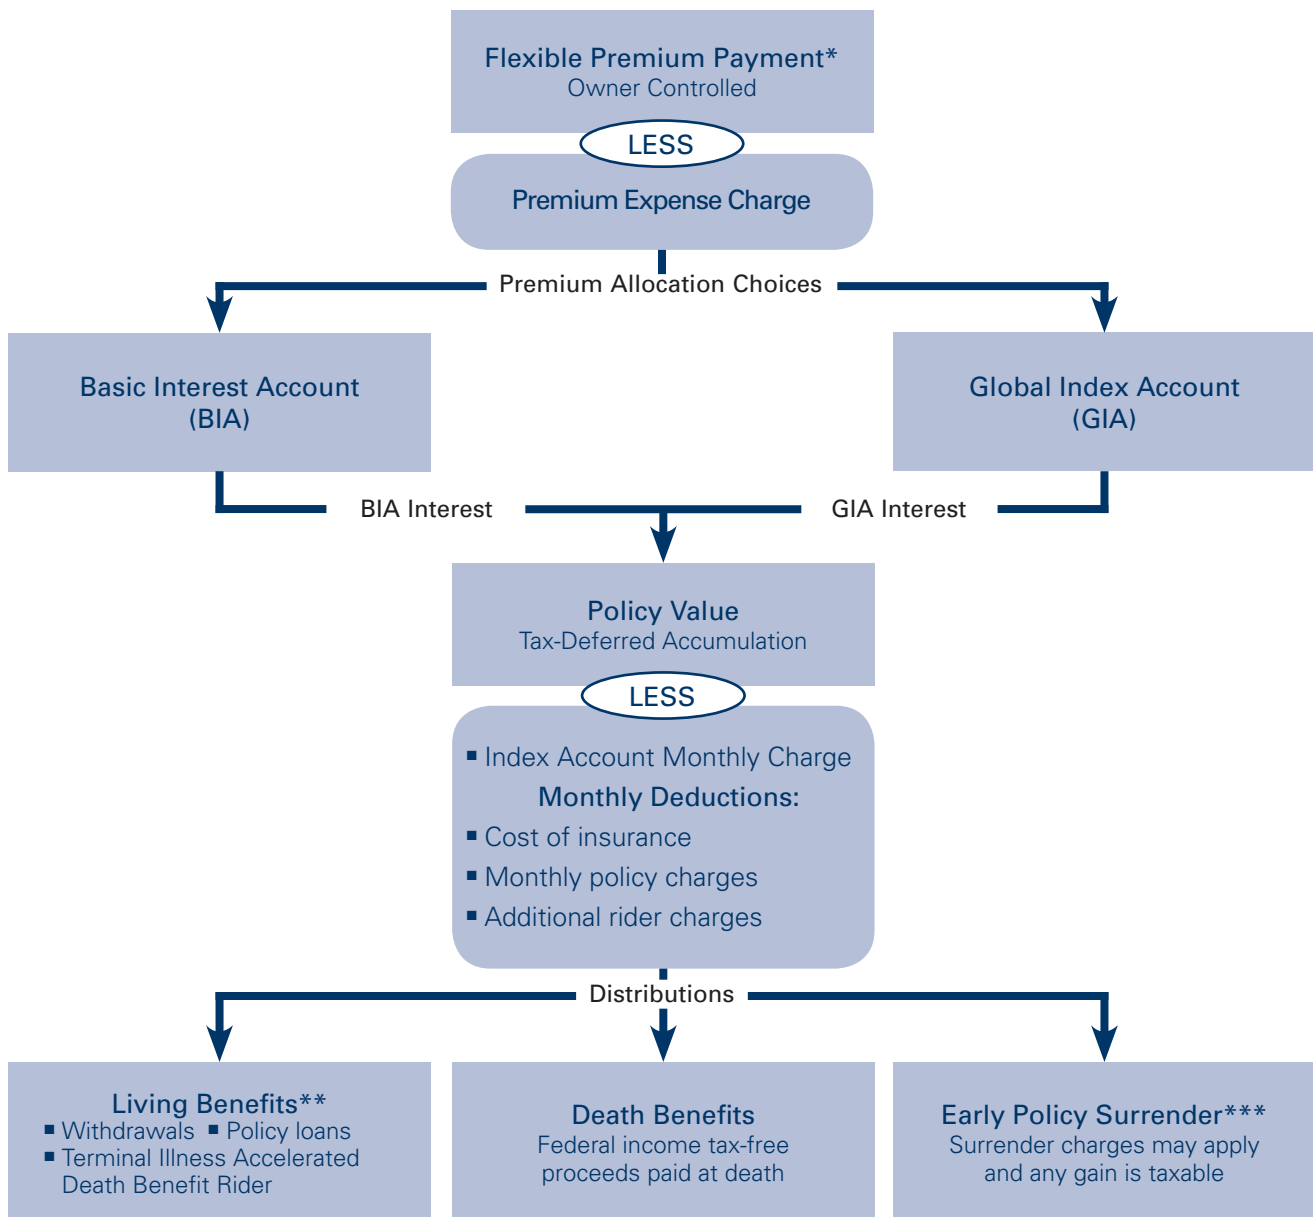 Flexible Premium Payment*
Owner Controlled
LESS
Premium Expense Charge
Premium Allocation Choices
Basic Interest Account
(BIA)
Global Index Account
(GIA)
BIA Interest
GIA Interest
Policy Value
Tax-Deferred Accumulation
LESS
▪ Index Account Monthly Charge
Monthly Deductions:
▪ Cost of insurance
▪ Monthly policy charges
▪ Additional rider charges
Distributions
Living Benefits**
▪ Withdrawals ▪ Policy loans
▪ Terminal Illness Accelerated
Death Benefit Rider
Death Benefits
Federal income tax-free
proceeds paid at death
Early Policy Surrender***
Surrender charges may apply
and any gain is taxable